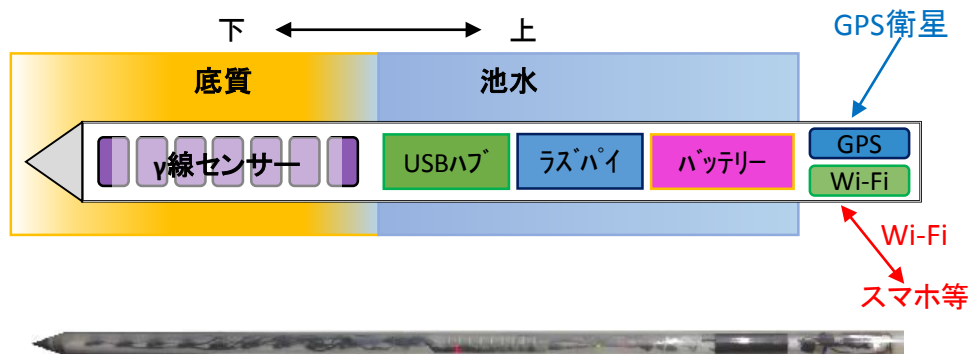 下 上
GPS衛星
底質 池水
γ線センサー USBﾊﾌﾞ ﾗｽﾞﾊﾟｲ ﾊﾞｯﾃﾘｰ GPS
Wi-Fi
Wi-Fi
スマホ等